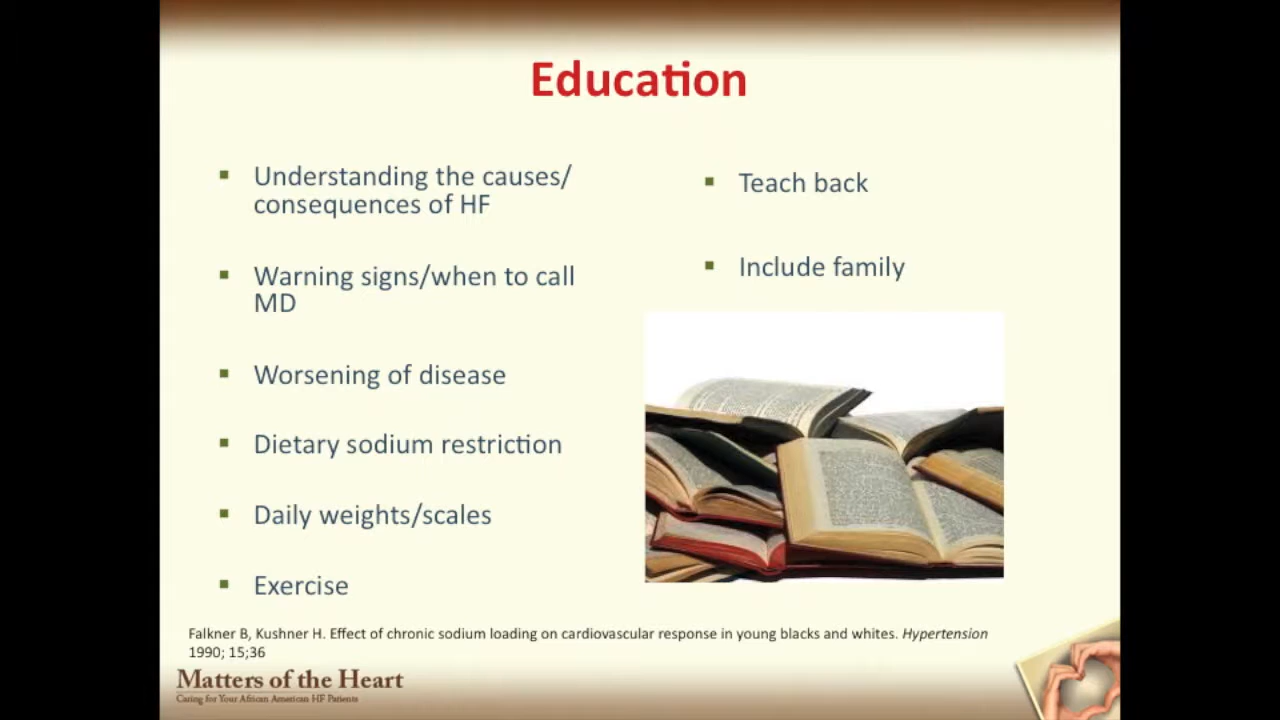 Education
Understanding the causes/
consequences of HF
Warning signs/when to call
MD
Worsening of disease
Dietary sodium restriction
Daily weights/scales
Exercise
Teach back
Include family
Falkner B, Kushner H. Effect of chronic sodium loading on cardiovascular response in young blacks and whites. Hypertension
1990; 15;36
Matters of the Heart
Caring for Your African American HF Patients